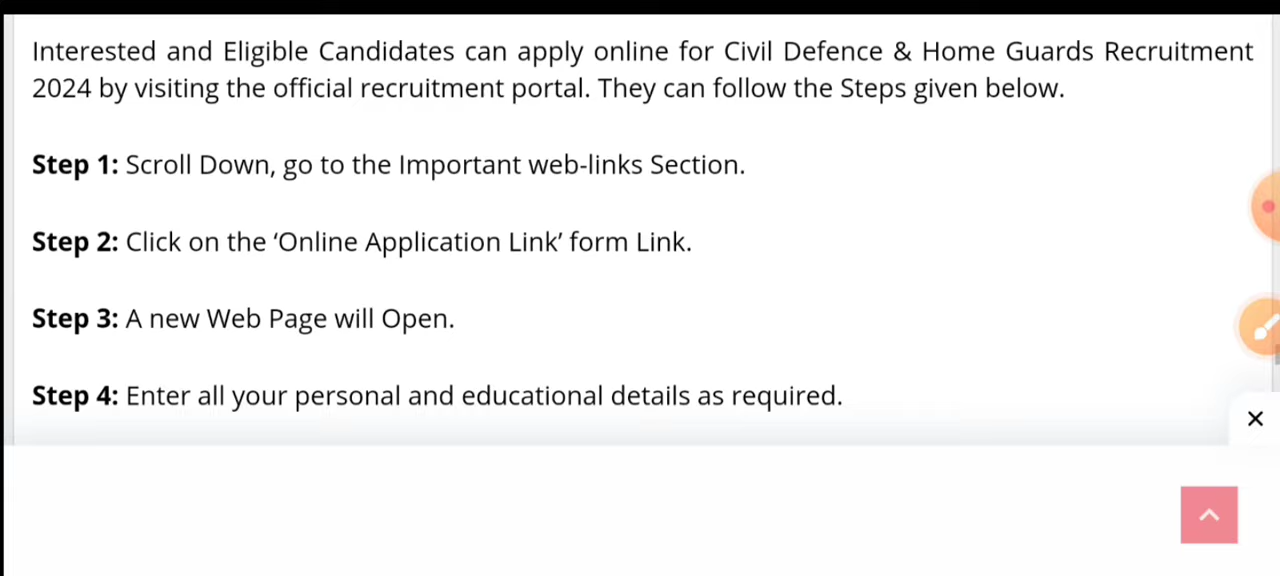 Interested and Eligible Candidates can apply online for Civil Defence & Home Guards Recruitment
2024 by visiting the official recruitment portal. They can follow the Steps given below.
Step 1: Scroll Down, go to the Important web-links Section.
Step 2: Click on the ‘Online Application Link’ form Link.
Step 3: A new Web Page will Open.
Step 4: Enter all your personal and educational details as required.